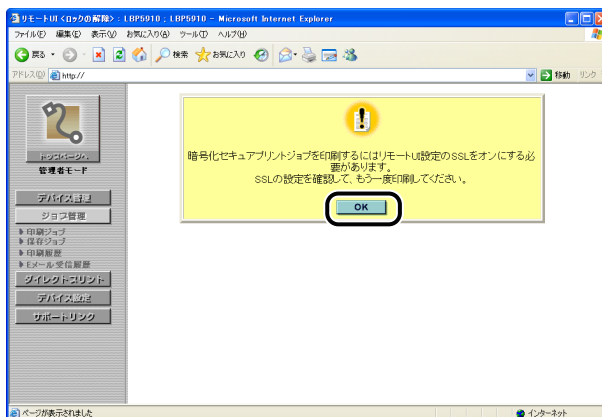 リモートUI <ロックの解除> : LBP5910 ; LBP5910 - Microsoft Internet Explorer
ファイル(F) 編集(E) 表示(V) お気に入り(A) ツール(T) ヘルプ(H)
戻る 検索 お気に入り
アドレス(D) http:// 移動 リンク
トップページへ
管理者モード
デバイス管理
ジョブ管理
印刷ジョブ
保存ジョブ
印刷履歴
Eメール受信履歴
ダイレクトプリント
デバイス設定
サポートリンク
暗号化セキュアプリントジョブを印刷するにはリモートUI設定のSSLをオンにする必
要があります。
SSLの設定を確認して、もう一度印刷してください。
OK
ページが表示されました インターネット